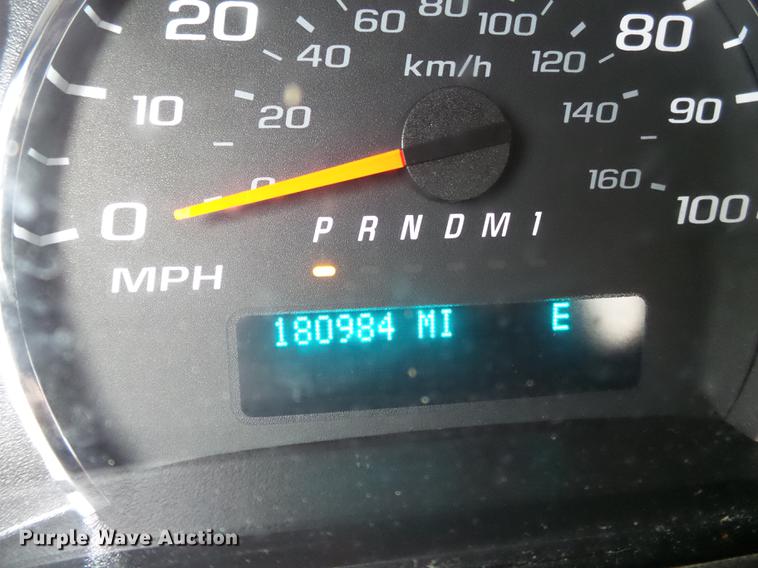 20 40 60 80 100 120 80
km/h
10 20 140 90
0 0 160 100
P R N D M 1
MPH
180984 MI E
Purple Wave Auction